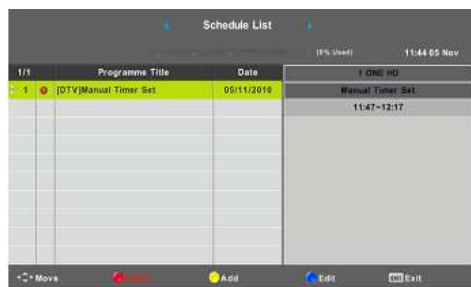 Schedule List
(5% Used) 11:44 05 Nov
1/1 Programme Title Date 1 ONE HD
1 [DTV]Manual Timer Set 05/11/2010 Manual Timer Set
11:47~12:17
Move Add Edit EXIT Exit